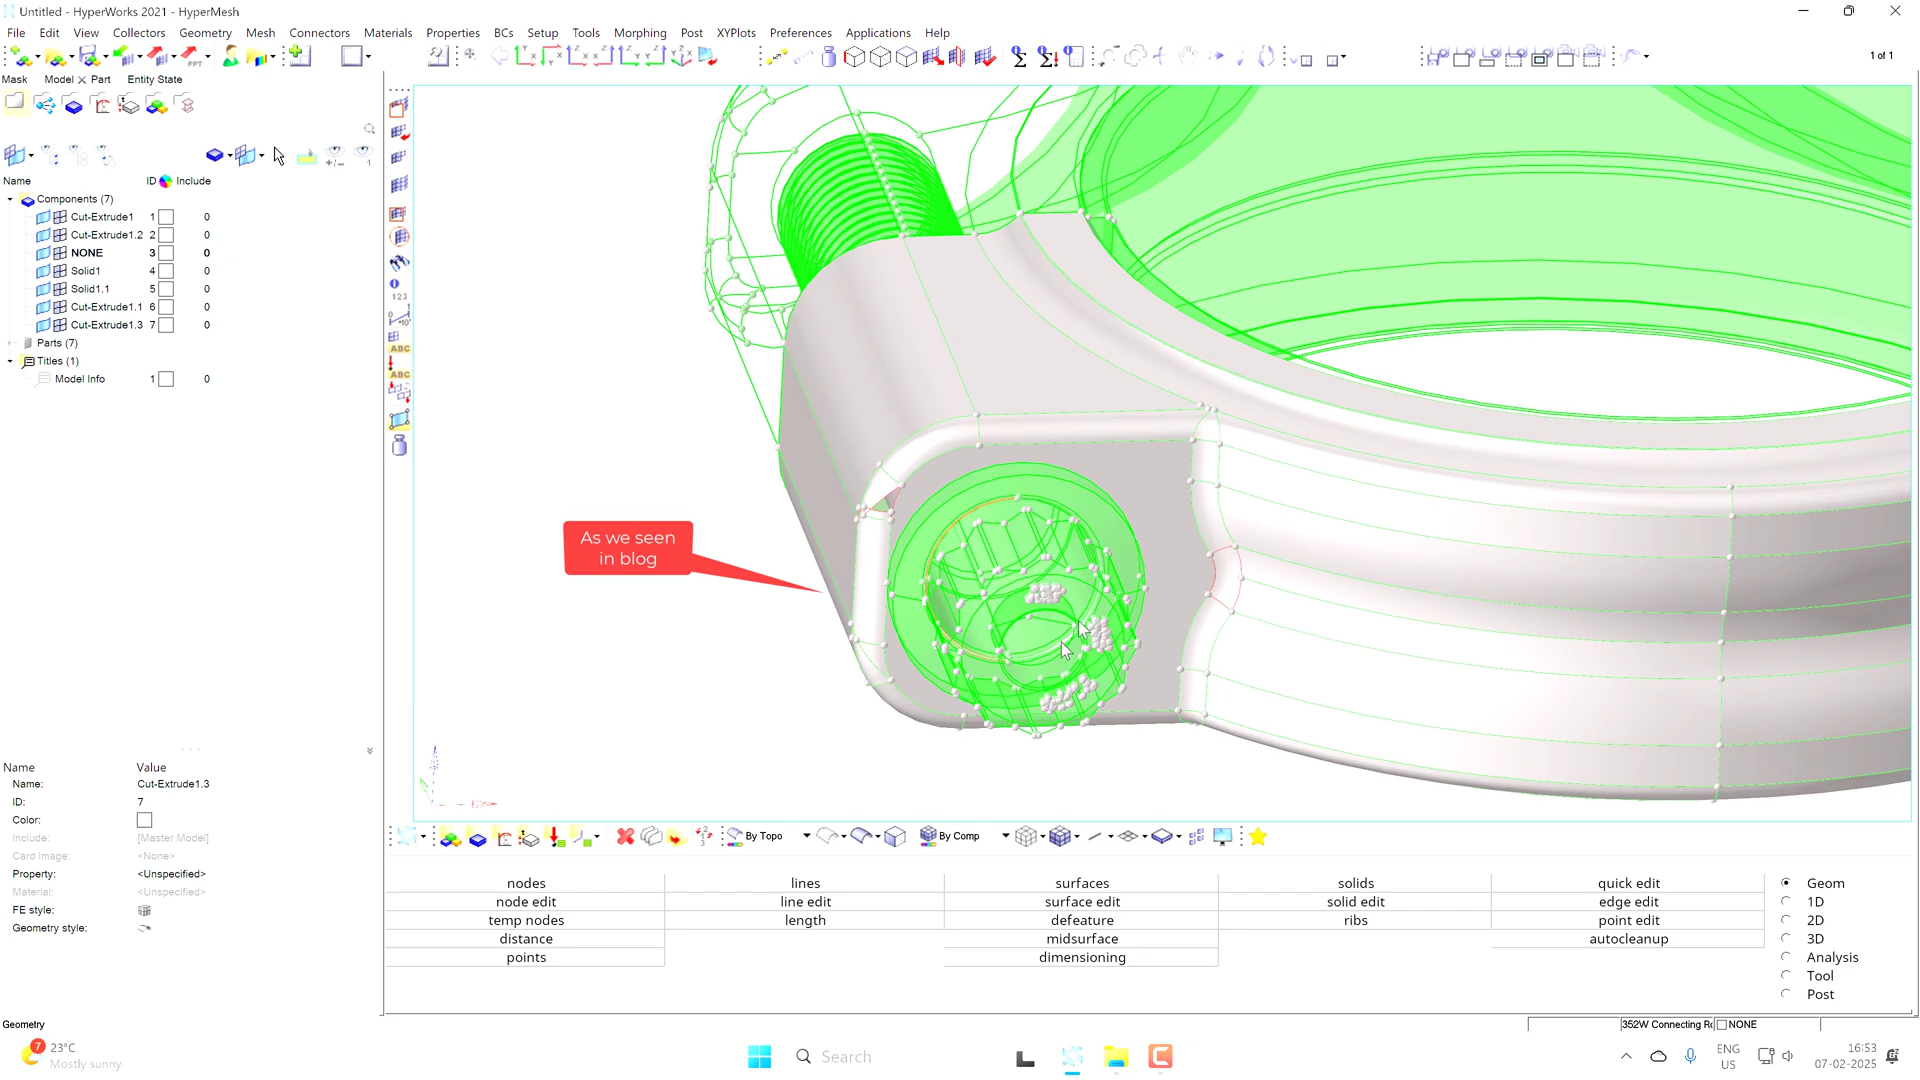 Untitled - HyperWorks 2021 - HyperMesh
File Edit View Collectors Geometry Mesh Connectors Materials Properties BCs Setup Tools Morphing Post XYPlots Preferences Applications Help
1 of 1
Mask Model Part Entity State
Name ID Include
Components (7)
Cut-Extrude1 1 0
Cut-Extrude1.2 2 0
NONE 3 0
Solid1 4 0
Solid1.1 5 0
Cut-Extrude1.1 6 0
Cut-Extrude1.3 7 0
Parts (7)
Titles (1)
Model Info 1 0
123
ABC
ABC
As we seen
in blog
Name Value
Name: Cut-Extrude1.3
ID: 7
Color:
Include: [Master Model]
Card Image: <None>
Property: <Unspecified>
Material: <Unspecified>
FE style:
Geometry style:
By Topo By Comp
nodes lines surfaces solids quick edit Geom
node edit line edit surface edit solid edit edge edit 1D
temp nodes length defeature ribs point edit 2D
distance midsurface autocleanup 3D
points dimensioning Analysis
Tool
Post
Geometry
352W Connecting NONE
7 23°C
Mostly sunny
Search
ENG
US
16:53
07-02-2025